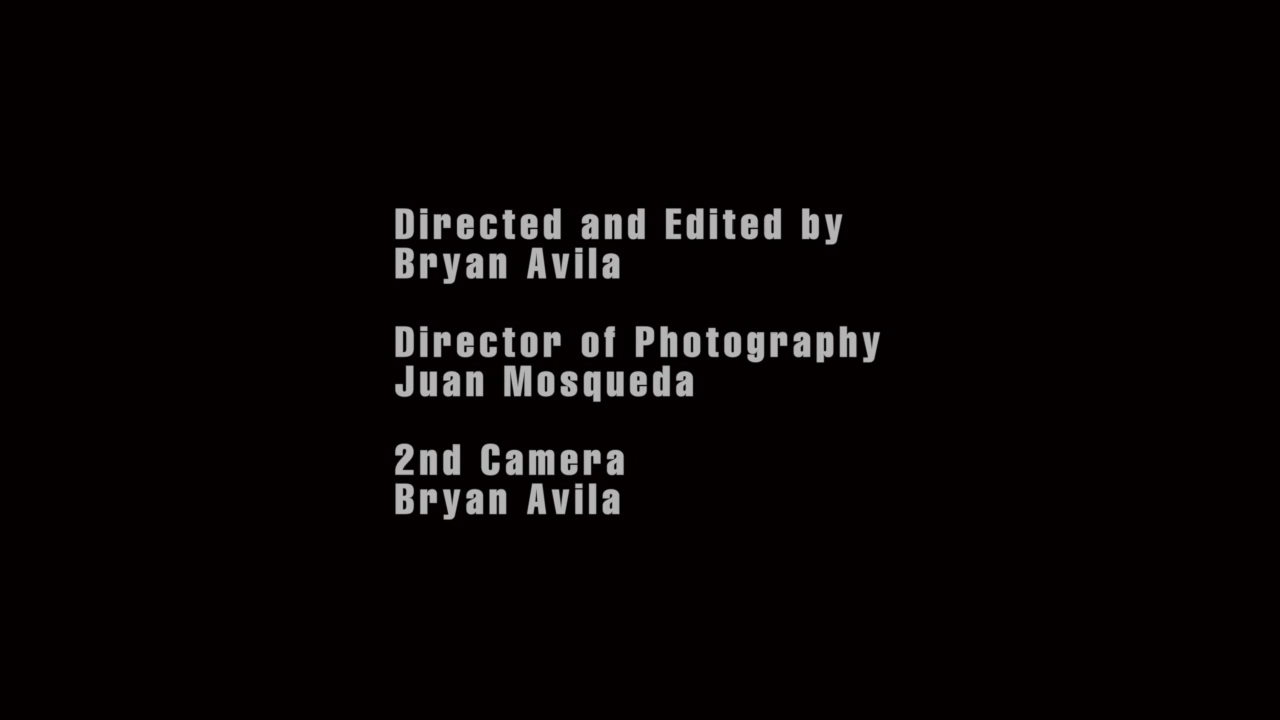 Directed and Edited by
Bryan Avila
Director of Photography
Juan Mosqueda
2nd Camera
Bryan Avila